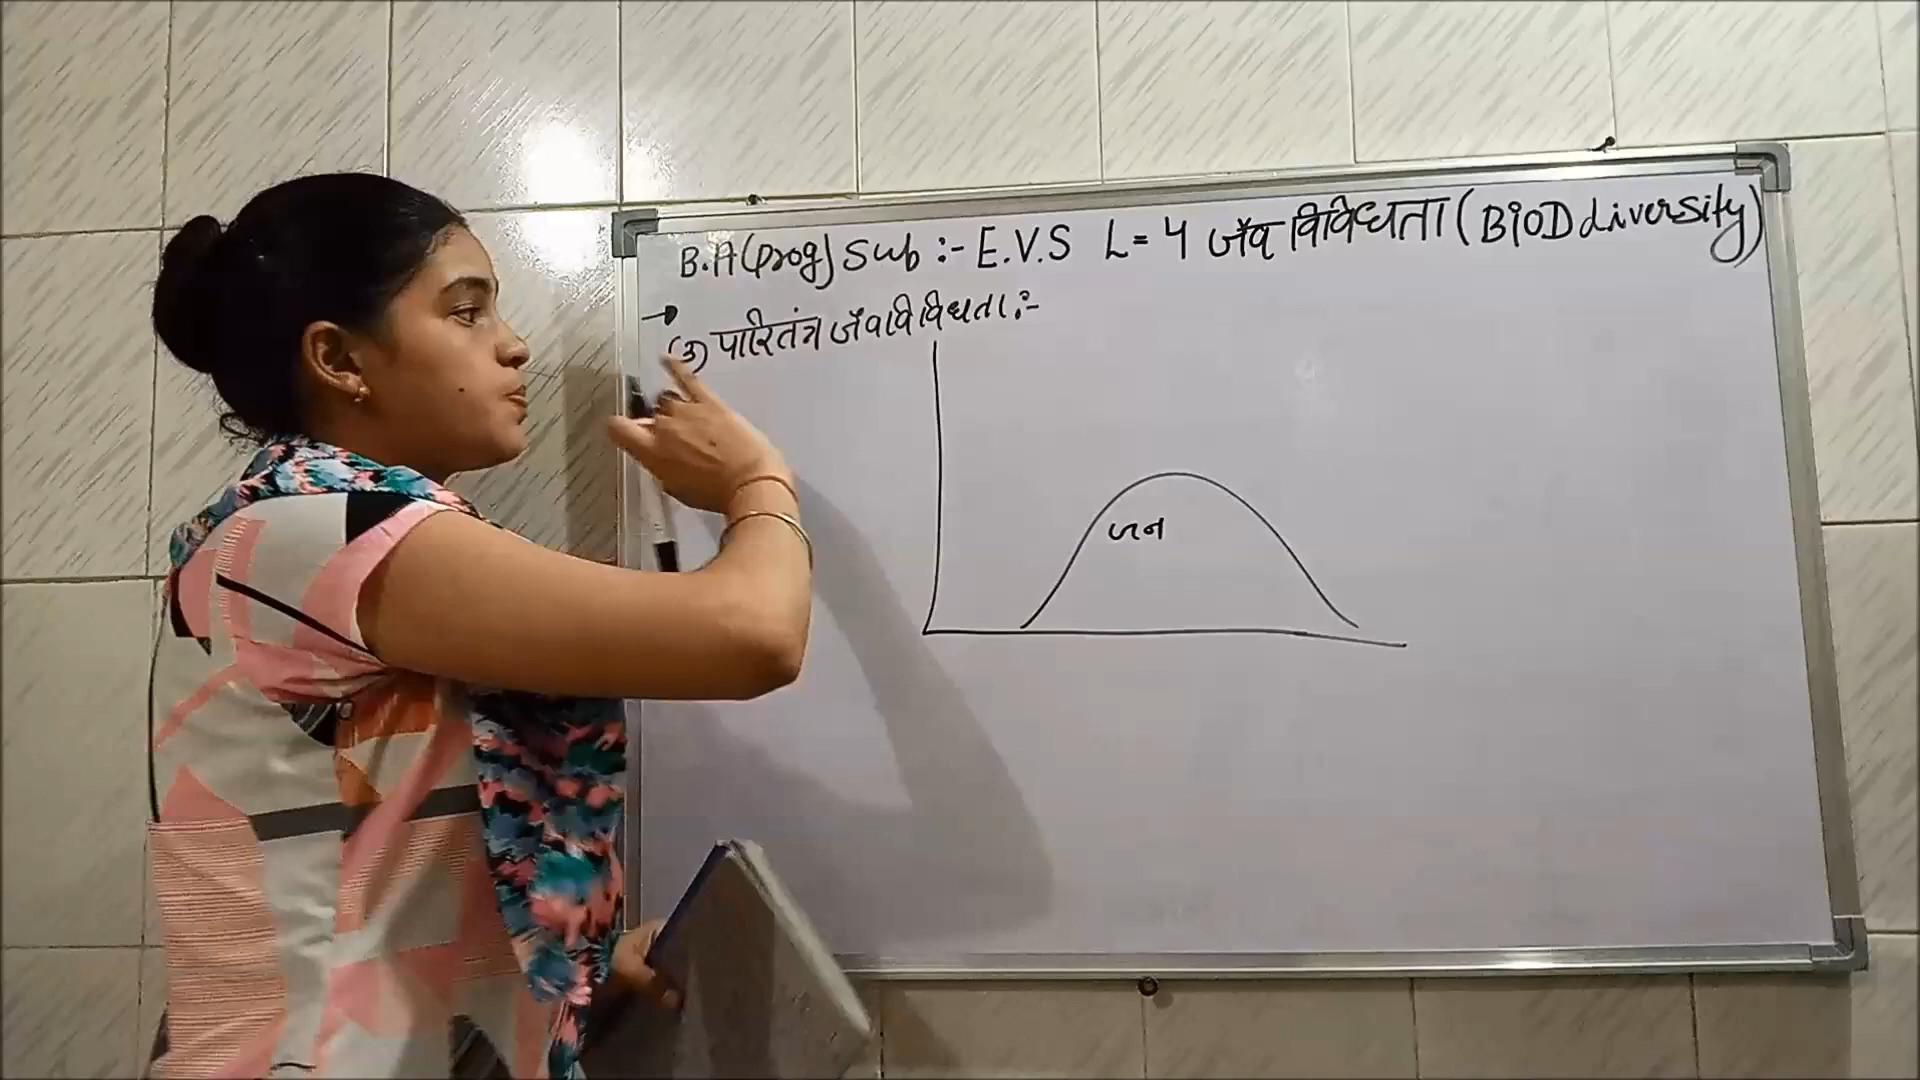 B.A(prog) Sub :- E.V.S L= 4 जैव विविधता (BiODdiversity)
→
(3) पारितंत्र जैवविविधता :-
जन